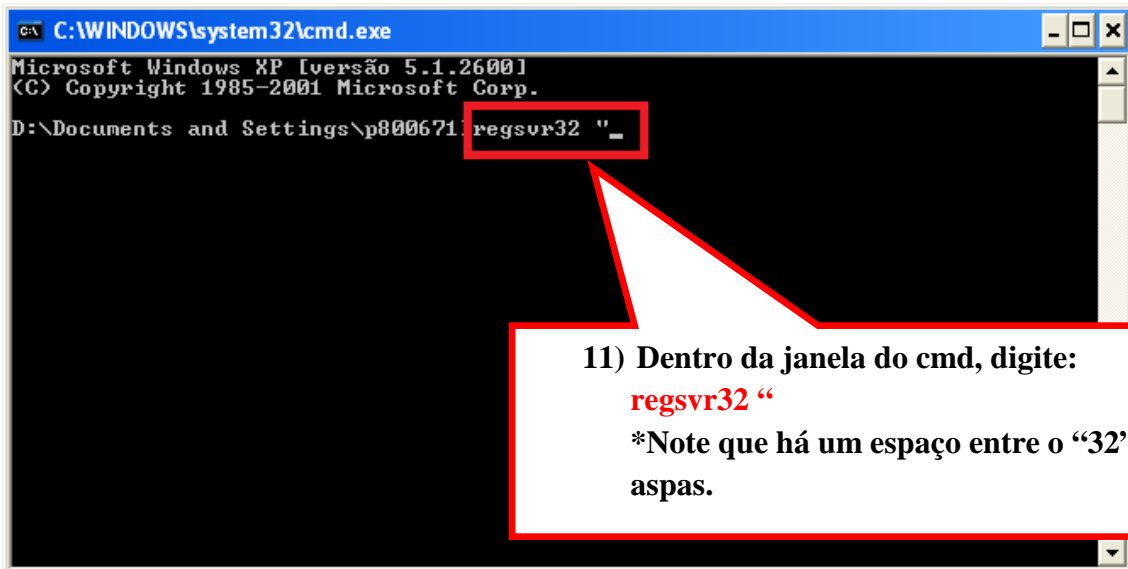 C:\WINDOWS\system32\cmd.exe
Microsoft Windows XP [versão 5.1.2600]
(C) Copyright 1985-2001 Microsoft Corp.
D:\Documents and Settings\p800671>regsvr32 "_
11) Dentro da janela do cmd, digite:
regsvr32 “
*Note que há um espaço entre o “32’
aspas.